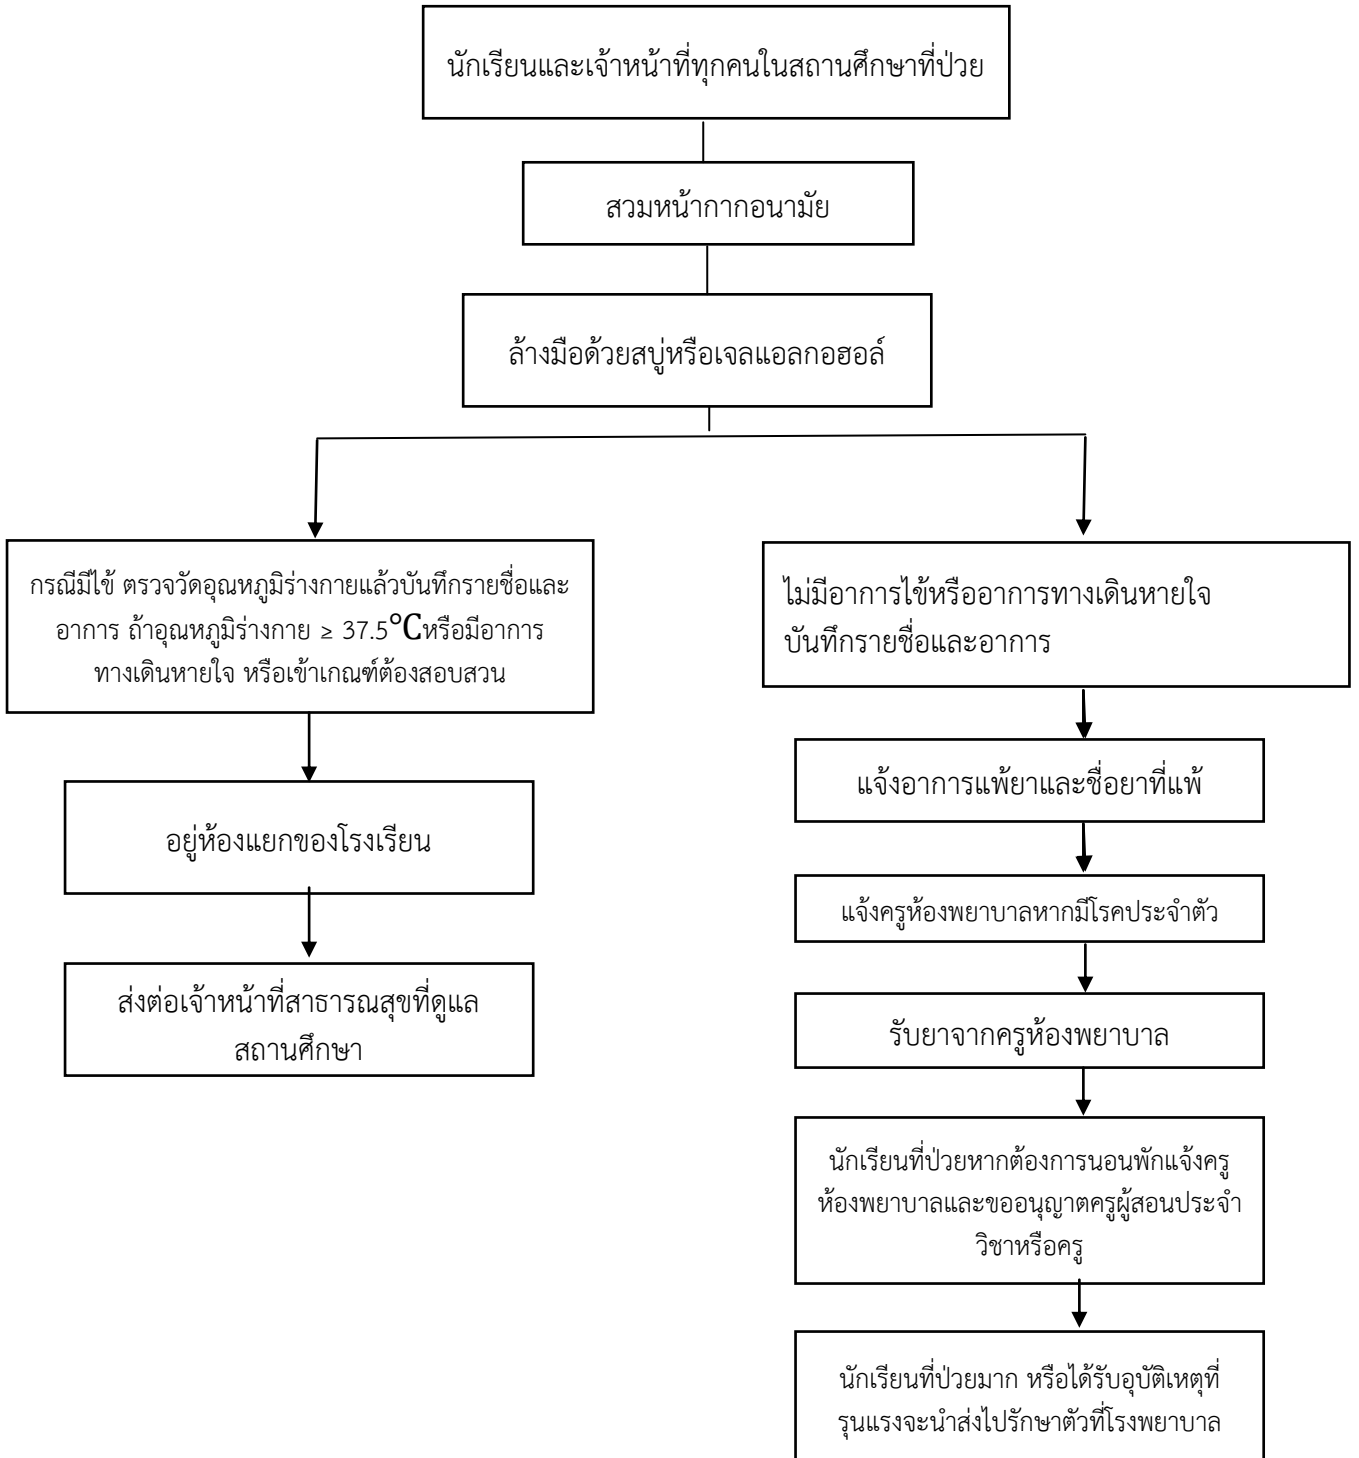 นักเรียนและเจ้าหน้าที่ทุกคนในสถานศึกษาที่ป่วย
สวมหน้ากากอนามัย
ล้างมือด้วยสบู่หรือเจลแอลกอฮอล์
กรณีมีไข้ ตรวจวัดอุณหภูมิร่างกายแล้วบันทึกรายชื่อและ
อาการ ถ้าอุณหภูมิร่างกาย ≥ 37.5°Cหรือมีอาการ
ทางเดินหายใจ หรือเข้าเกณฑ์ต้องสอบสวน
อยู่ห้องแยกของโรงเรียน
ส่งต่อเจ้าหน้าที่สาธารณสุขที่ดูแล
สถานศึกษา
ไม่มีอาการไข้หรืออาการทางเดินหายใจ
บันทึกรายชื่อและอาการ
แจ้งอาการแพ้ยาและชื่อยาที่แพ้
แจ้งครูห้องพยาบาลหากมีโรคประจำตัว
รับยาจากครูห้องพยาบาล
นักเรียนที่ป่วยหากต้องการนอนพักแจ้งครู
ห้องพยาบาลและขออนุญาตครูผู้สอนประจำ
วิชาหรือครู
นักเรียนที่ป่วยมาก หรือได้รับอุบัติเหตุที่
รุนแรงจะนำส่งไปรักษาตัวที่โรงพยาบาล